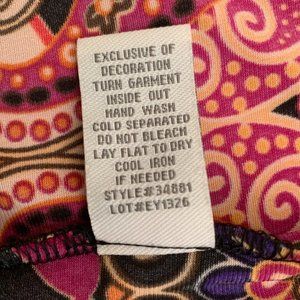 EXCLUSIVE OF
DECORATION
TURN GARMENT
INSIDE OUT
HAND WASH
COLD SEPARATED
DO NOT BLEACH
LAY FLAT TO DRY
COOL IRON
IF NEEDED
STYLE#34881
LOT#EY1326